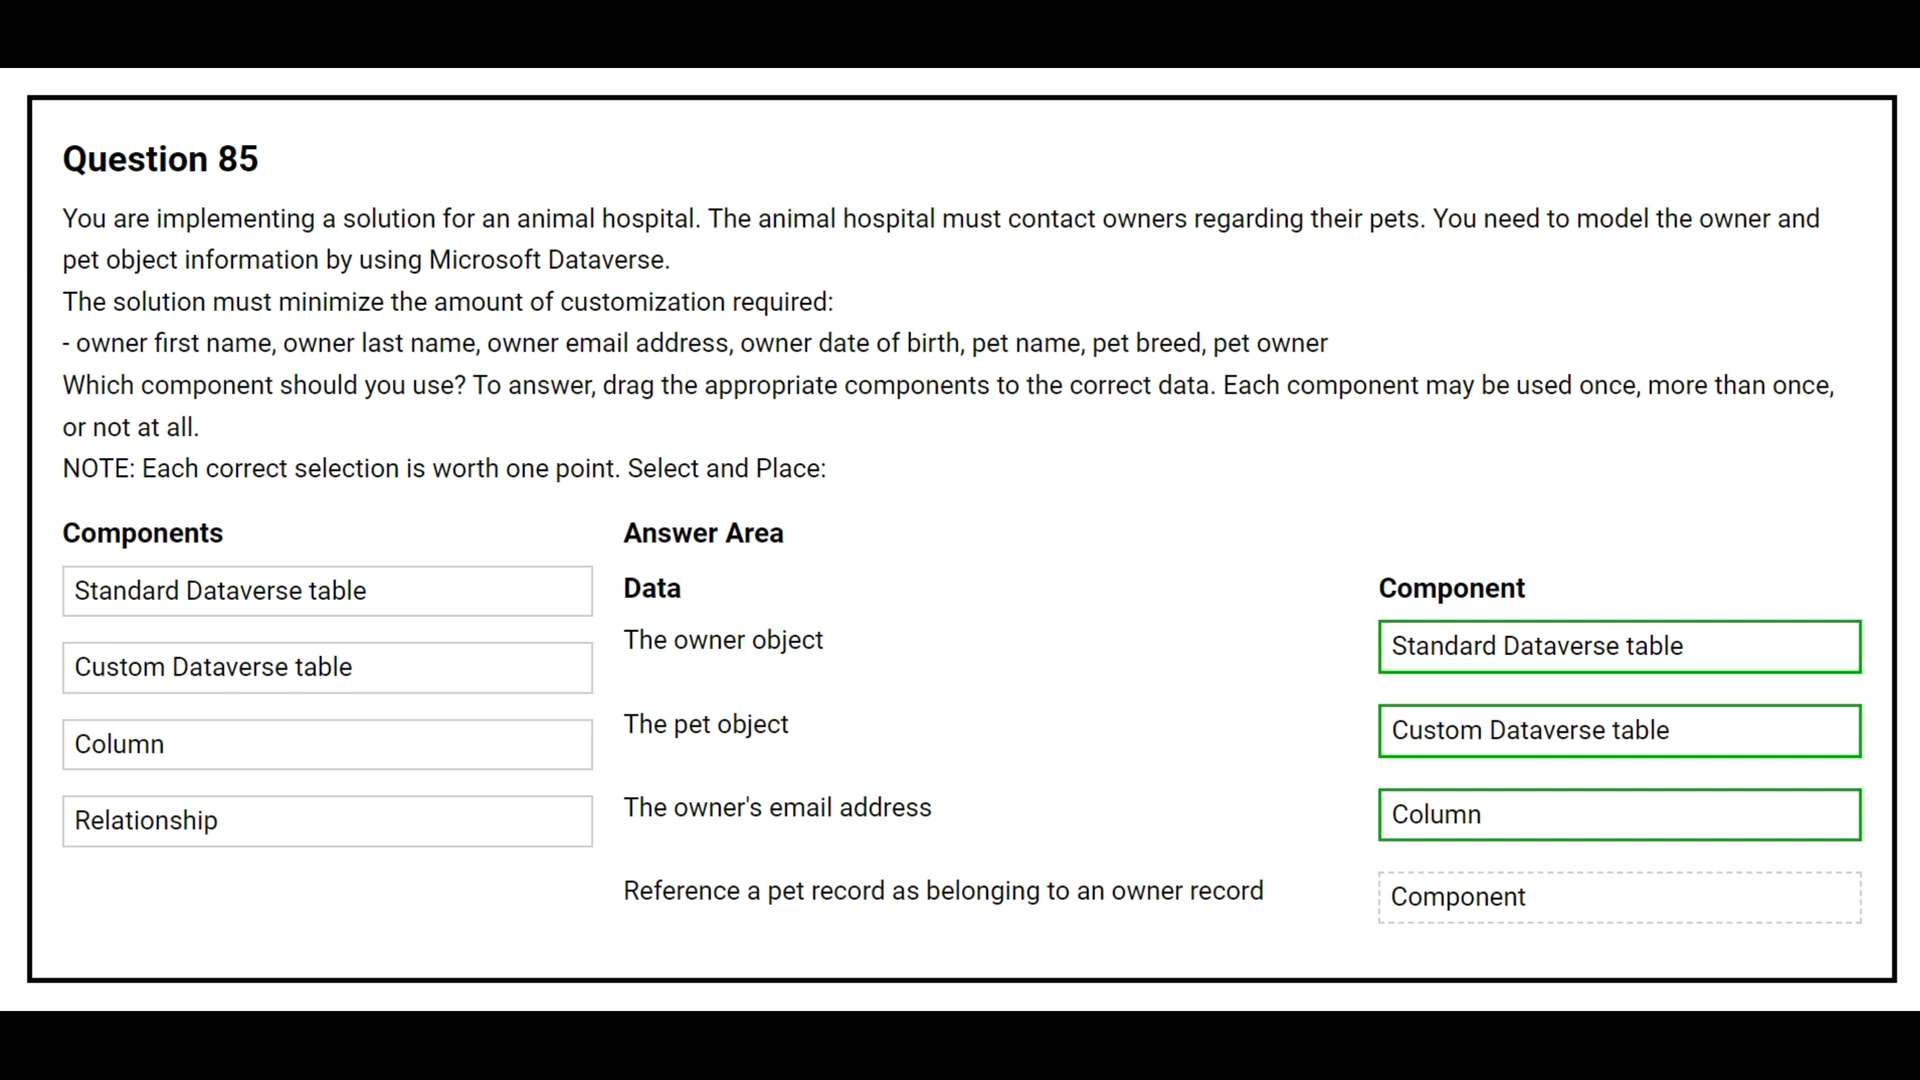 Question 85
You are implementing a solution for an animal hospital. The animal hospital must contact owners regarding their pets. You need to model the owner and
pet object information by using Microsoft Dataverse.
The solution must minimize the amount of customization required:
- owner first name, owner last name, owner email address, owner date of birth, pet name, pet breed, pet owner
Which component should you use? To answer, drag the appropriate components to the correct data. Each component may be used once, more than once,
or not at all.
NOTE: Each correct selection is worth one point. Select and Place:
Components
Standard Dataverse table
Custom Dataverse table
Column
Relationship
Answer Area
Data
Component
The owner object
Standard Dataverse table
The pet object
Custom Dataverse table
The owner's email address
Column
Reference a pet record as belonging to an owner record
Component